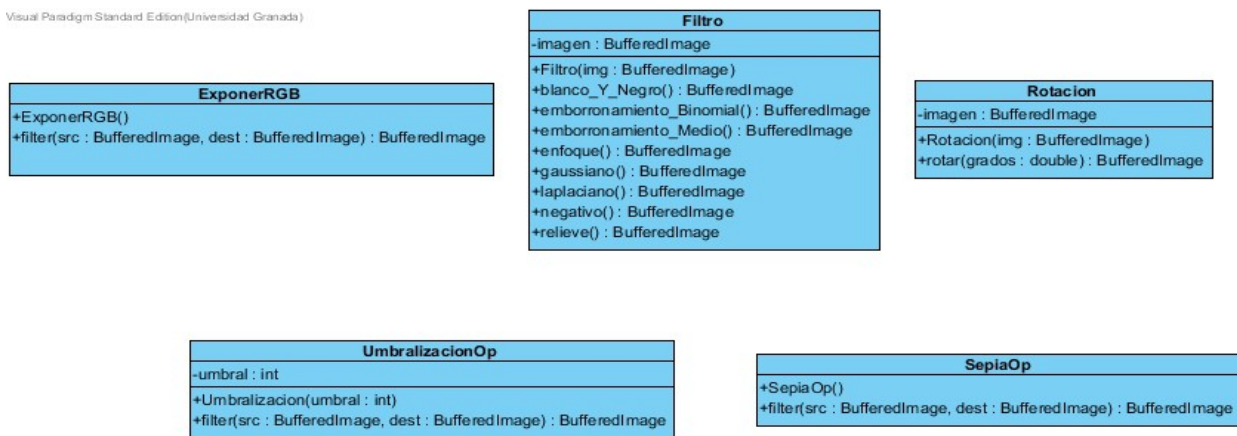 Visual Paradigm Standard Edition(Universidad Granada)
ExponerRGB
+ExponerRGB()
+filter(src : BufferedImage, dest : BufferedImage) : BufferedImage
Filtro
-imagen : BufferedImage
+Filtro(img : BufferedImage)
+blanco_Y_Negro() : BufferedImage
+emborronamiento_Binomial() : BufferedImage
+emborronamiento_Medio() : BufferedImage
+enfoque() : BufferedImage
+gaussiano() : BufferedImage
+laplaciano() : BufferedImage
+negativo() : BufferedImage
+relieve() : BufferedImage
Rotacion
-imagen : BufferedImage
+Rotacion(img : BufferedImage)
+rotar(grados : double) : BufferedImage
UmbralizacionOp
-umbral : int
+Umbralizacion(umbral : int)
+filter(src : BufferedImage, dest : BufferedImage) : BufferedImage
SepiaOp
+SepiaOp()
+filter(src : BufferedImage, dest : BufferedImage) : BufferedImage